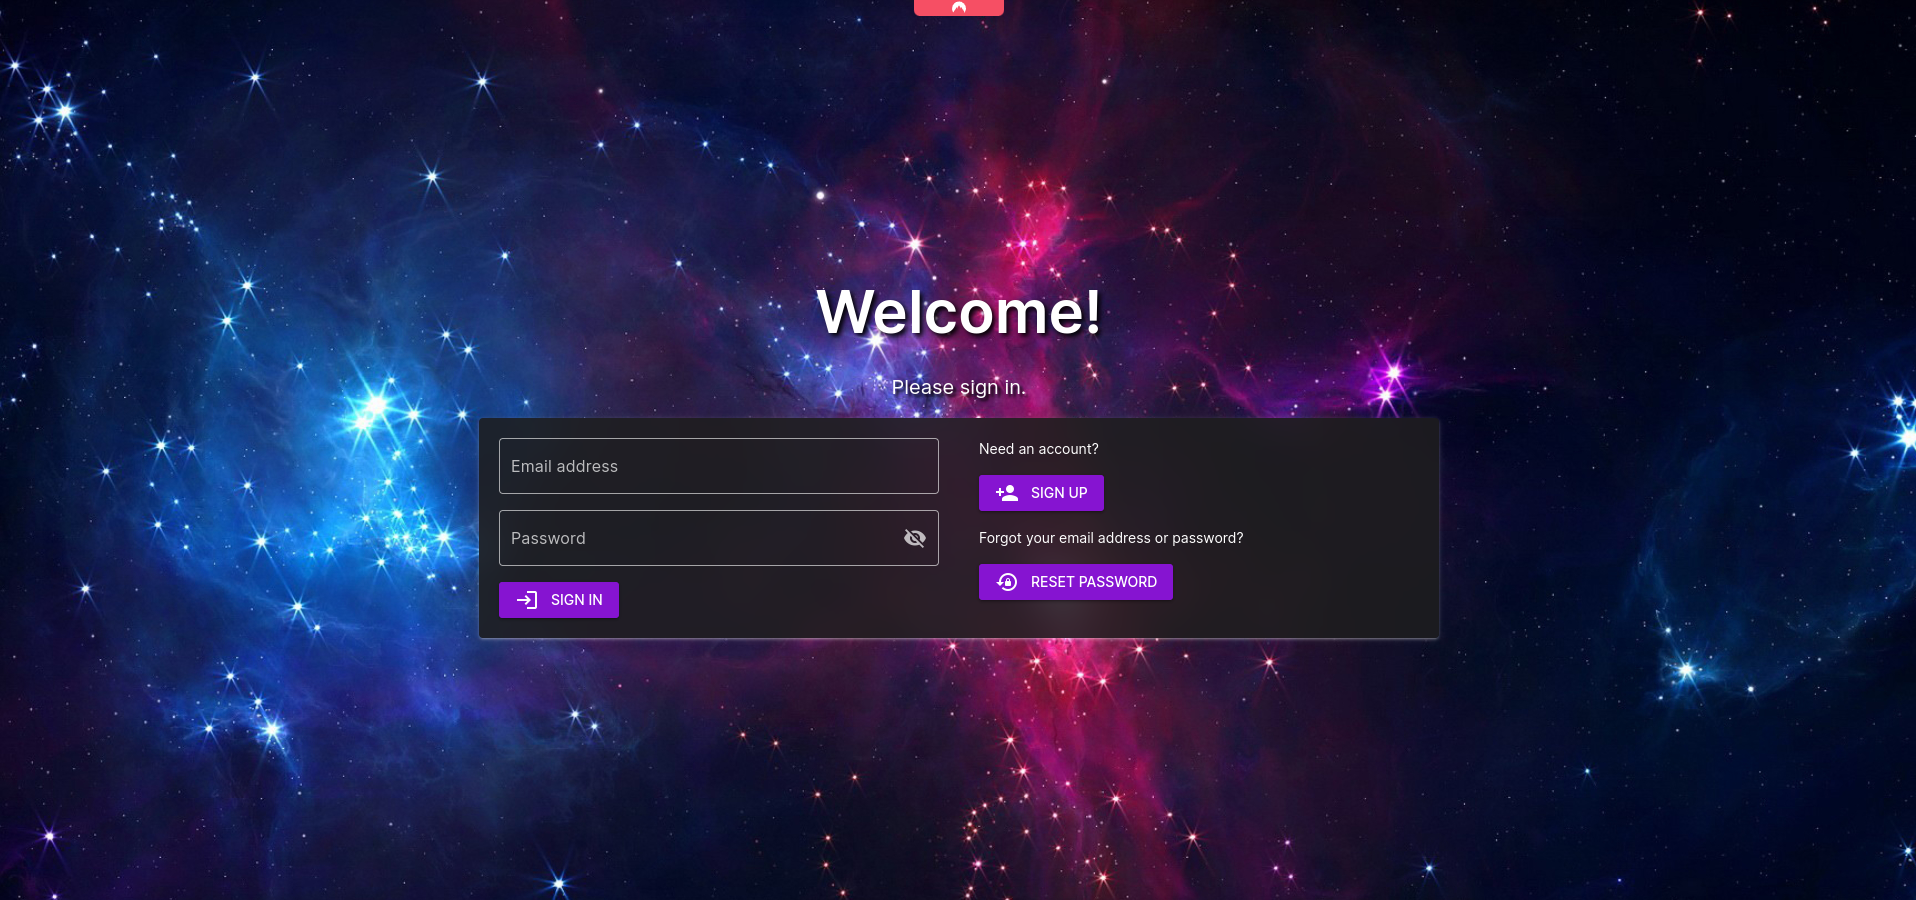 Welcome!
Please sign in.
Email address
Password
SIGN IN
Need an account?
SIGN UP
Forgot your email address or password?
RESET PASSWORD